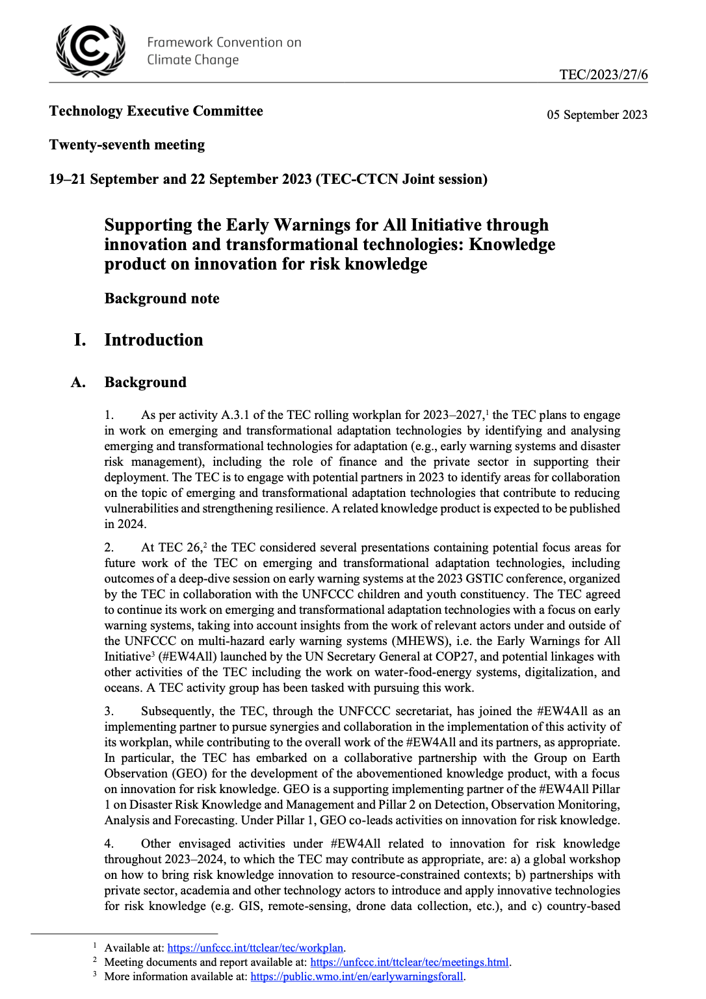 Framework Convention on
Climate Change
TEC/2023/27/6
Technology Executive Committee
05 September 2023
Twenty-seventh meeting
19–21 September and 22 September 2023 (TEC-CTCN Joint session)
Supporting the Early Warnings for All Initiative through
innovation and transformational technologies: Knowledge
product on innovation for risk knowledge
Background note
I. Introduction
A. Background
1. As per activity A.3.1 of the TEC rolling workplan for 2023–2027,¹ the TEC plans to engage
in work on emerging and transformational adaptation technologies by identifying and analysing
emerging and transformational technologies for adaptation (e.g., early warning systems and disaster
risk management), including the role of finance and the private sector in supporting their
deployment. The TEC is to engage with potential partners in 2023 to identify areas for collaboration
on the topic of emerging and transformational adaptation technologies that contribute to reducing
vulnerabilities and strengthening resilience. A related knowledge product is expected to be published
in 2024.
2. At TEC 26,² the TEC considered several presentations containing potential focus areas for
future work of the TEC on emerging and transformational adaptation technologies, including
outcomes of a deep-dive session on early warning systems at the 2023 GSTIC conference, organized
by the TEC in collaboration with the UNFCCC children and youth constituency. The TEC agreed
to continue its work on emerging and transformational adaptation technologies with a focus on early
warning systems, taking into account insights from the work of relevant actors under and outside of
the UNFCCC on multi-hazard early warning systems (MHEWS), i.e. the Early Warnings for All
Initiative³ (#EW4All) launched by the UN Secretary General at COP27, and potential linkages with
other activities of the TEC including the work on water-food-energy systems, digitalization, and
oceans. A TEC activity group has been tasked with pursuing this work.
3. Subsequently, the TEC, through the UNFCCC secretariat, has joined the #EW4All as an
implementing partner to pursue synergies and collaboration in the implementation of this activity of
its workplan, while contributing to the overall work of the #EW4All and its partners, as appropriate.
In particular, the TEC has embarked on a collaborative partnership with the Group on Earth
Observation (GEO) for the development of the abovementioned knowledge product, with a focus
on innovation for risk knowledge. GEO is a supporting implementing partner of the #EW4All Pillar
1 on Disaster Risk Knowledge and Management and Pillar 2 on Detection, Observation Monitoring,
Analysis and Forecasting. Under Pillar 1, GEO co-leads activities on innovation for risk knowledge.
4. Other envisaged activities under #EW4All related to innovation for risk knowledge
throughout 2023–2024, to which the TEC may contribute as appropriate, are: a) a global workshop
on how to bring risk knowledge innovation to resource-constrained contexts; b) partnerships with
private sector, academia and other technology actors to introduce and apply innovative technologies
for risk knowledge (e.g. GIS, remote-sensing, drone data collection, etc.), and c) country-based
¹ Available at: https://unfccc.int/ttclear/tec/workplan.
² Meeting documents and report available at: https://unfccc.int/ttclear/tec/meetings.html.
³ More information available at: https://public.wmo.int/en/earlywarningsforall.